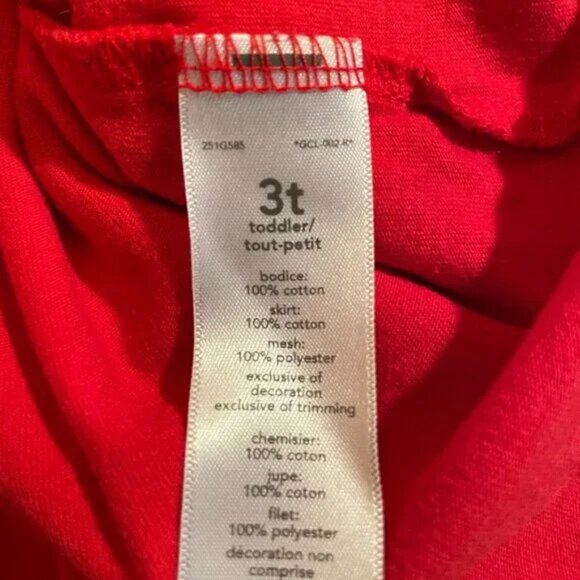 251G585 *GCL-002-R*
3t
toddler/
tout-petit
bodice:
100% cotton
skirt:
100% cotton
mesh:
100% polyester
exclusive of
decoration
exclusive of trimming
chemisier:
100% coton
jupe:
100% coton
filet:
100% polyester
décoration non
comprise